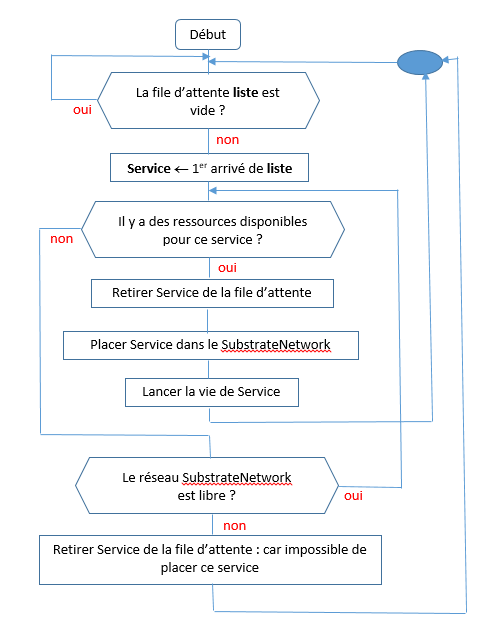 Début
La file d’attente liste est
vide ?
oui
non
Service ← 1er arrivé de liste
Il y a des ressources disponibles
pour ce service ?
non
oui
Retirer Service de la file d’attente
Placer Service dans le SubstrateNetwork
Lancer la vie de Service
Le réseau SubstrateNetwork
est libre ?
oui
non
Retirer Service de la file d’attente : car impossible de
placer ce service